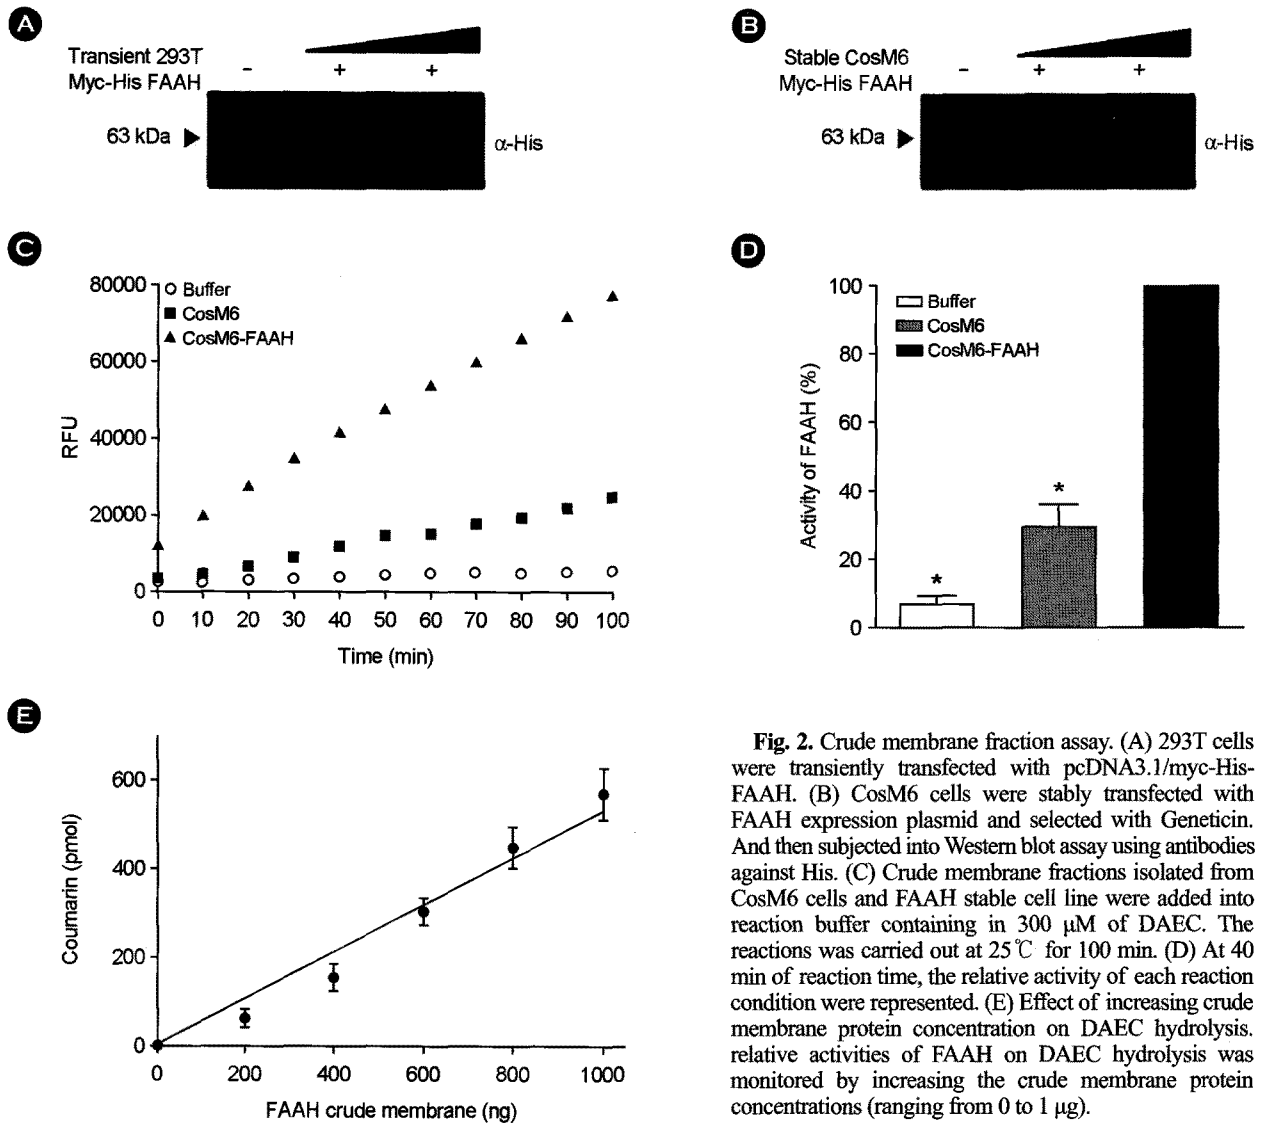 A
Transient 293T
Myc-His FAAH
- + +
63 kDa
α-His
B
Stable CosM6
Myc-His FAAH
- + +
63 kDa
α-His
C
80000
60000
40000
20000
0
RFU
Buffer
CosM6
CosM6-FAAH
0 10 20 30 40 50 60 70 80 90 100
Time (min)
D
100
80
60
40
20
0
Activity of FAAH (%)
Buffer
CosM6
CosM6-FAAH
*
*
E
600
400
200
0
Coumarin (pmol)
0 200 400 600 800 1000
FAAH crude membrane (ng)
Fig. 2. Crude membrane fraction assay. (A) 293T cells
were transiently transfected with pcDNA3.1/myc-His-
FAAH. (B) CosM6 cells were stably transfected with
FAAH expression plasmid and selected with Geneticin.
And then subjected into Western blot assay using antibodies
against His. (C) Crude membrane fractions isolated from
CosM6 cells and FAAH stable cell line were added into
reaction buffer containing in 300 μM of DAEC. The
reactions was carried out at 25℃ for 100 min. (D) At 40
min of reaction time, the relative activity of each reaction
condition were represented. (E) Effect of increasing crude
membrane protein concentration on DAEC hydrolysis.
relative activities of FAAH on DAEC hydrolysis was
monitored by increasing the crude membrane protein
concentrations (ranging from 0 to 1 μg).